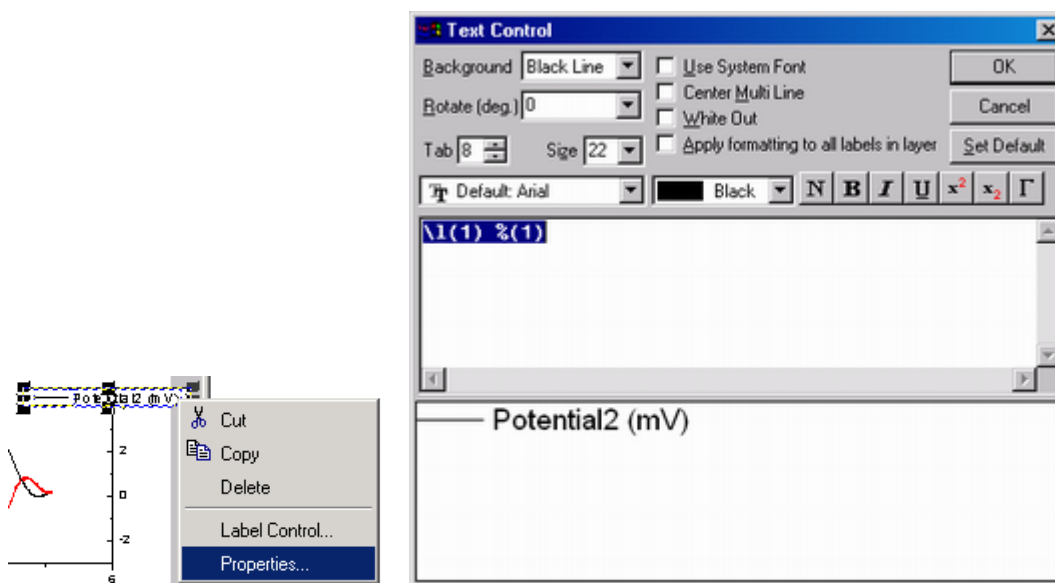 Text Control
Background Black Line
Use System Font
OK
Rotate (deg.) 0
Center Multi Line
White Out
Cancel
Tab 8 Size 22
Apply formatting to all labels in layer
Set Default
Default: Arial Black N B I U x² x₂ Γ
\l(1) %(1)
Potential2 (mV)
Potential2 (mV)
Cut
Copy
Delete
Label Control...
Properties...
2
0
-2
6